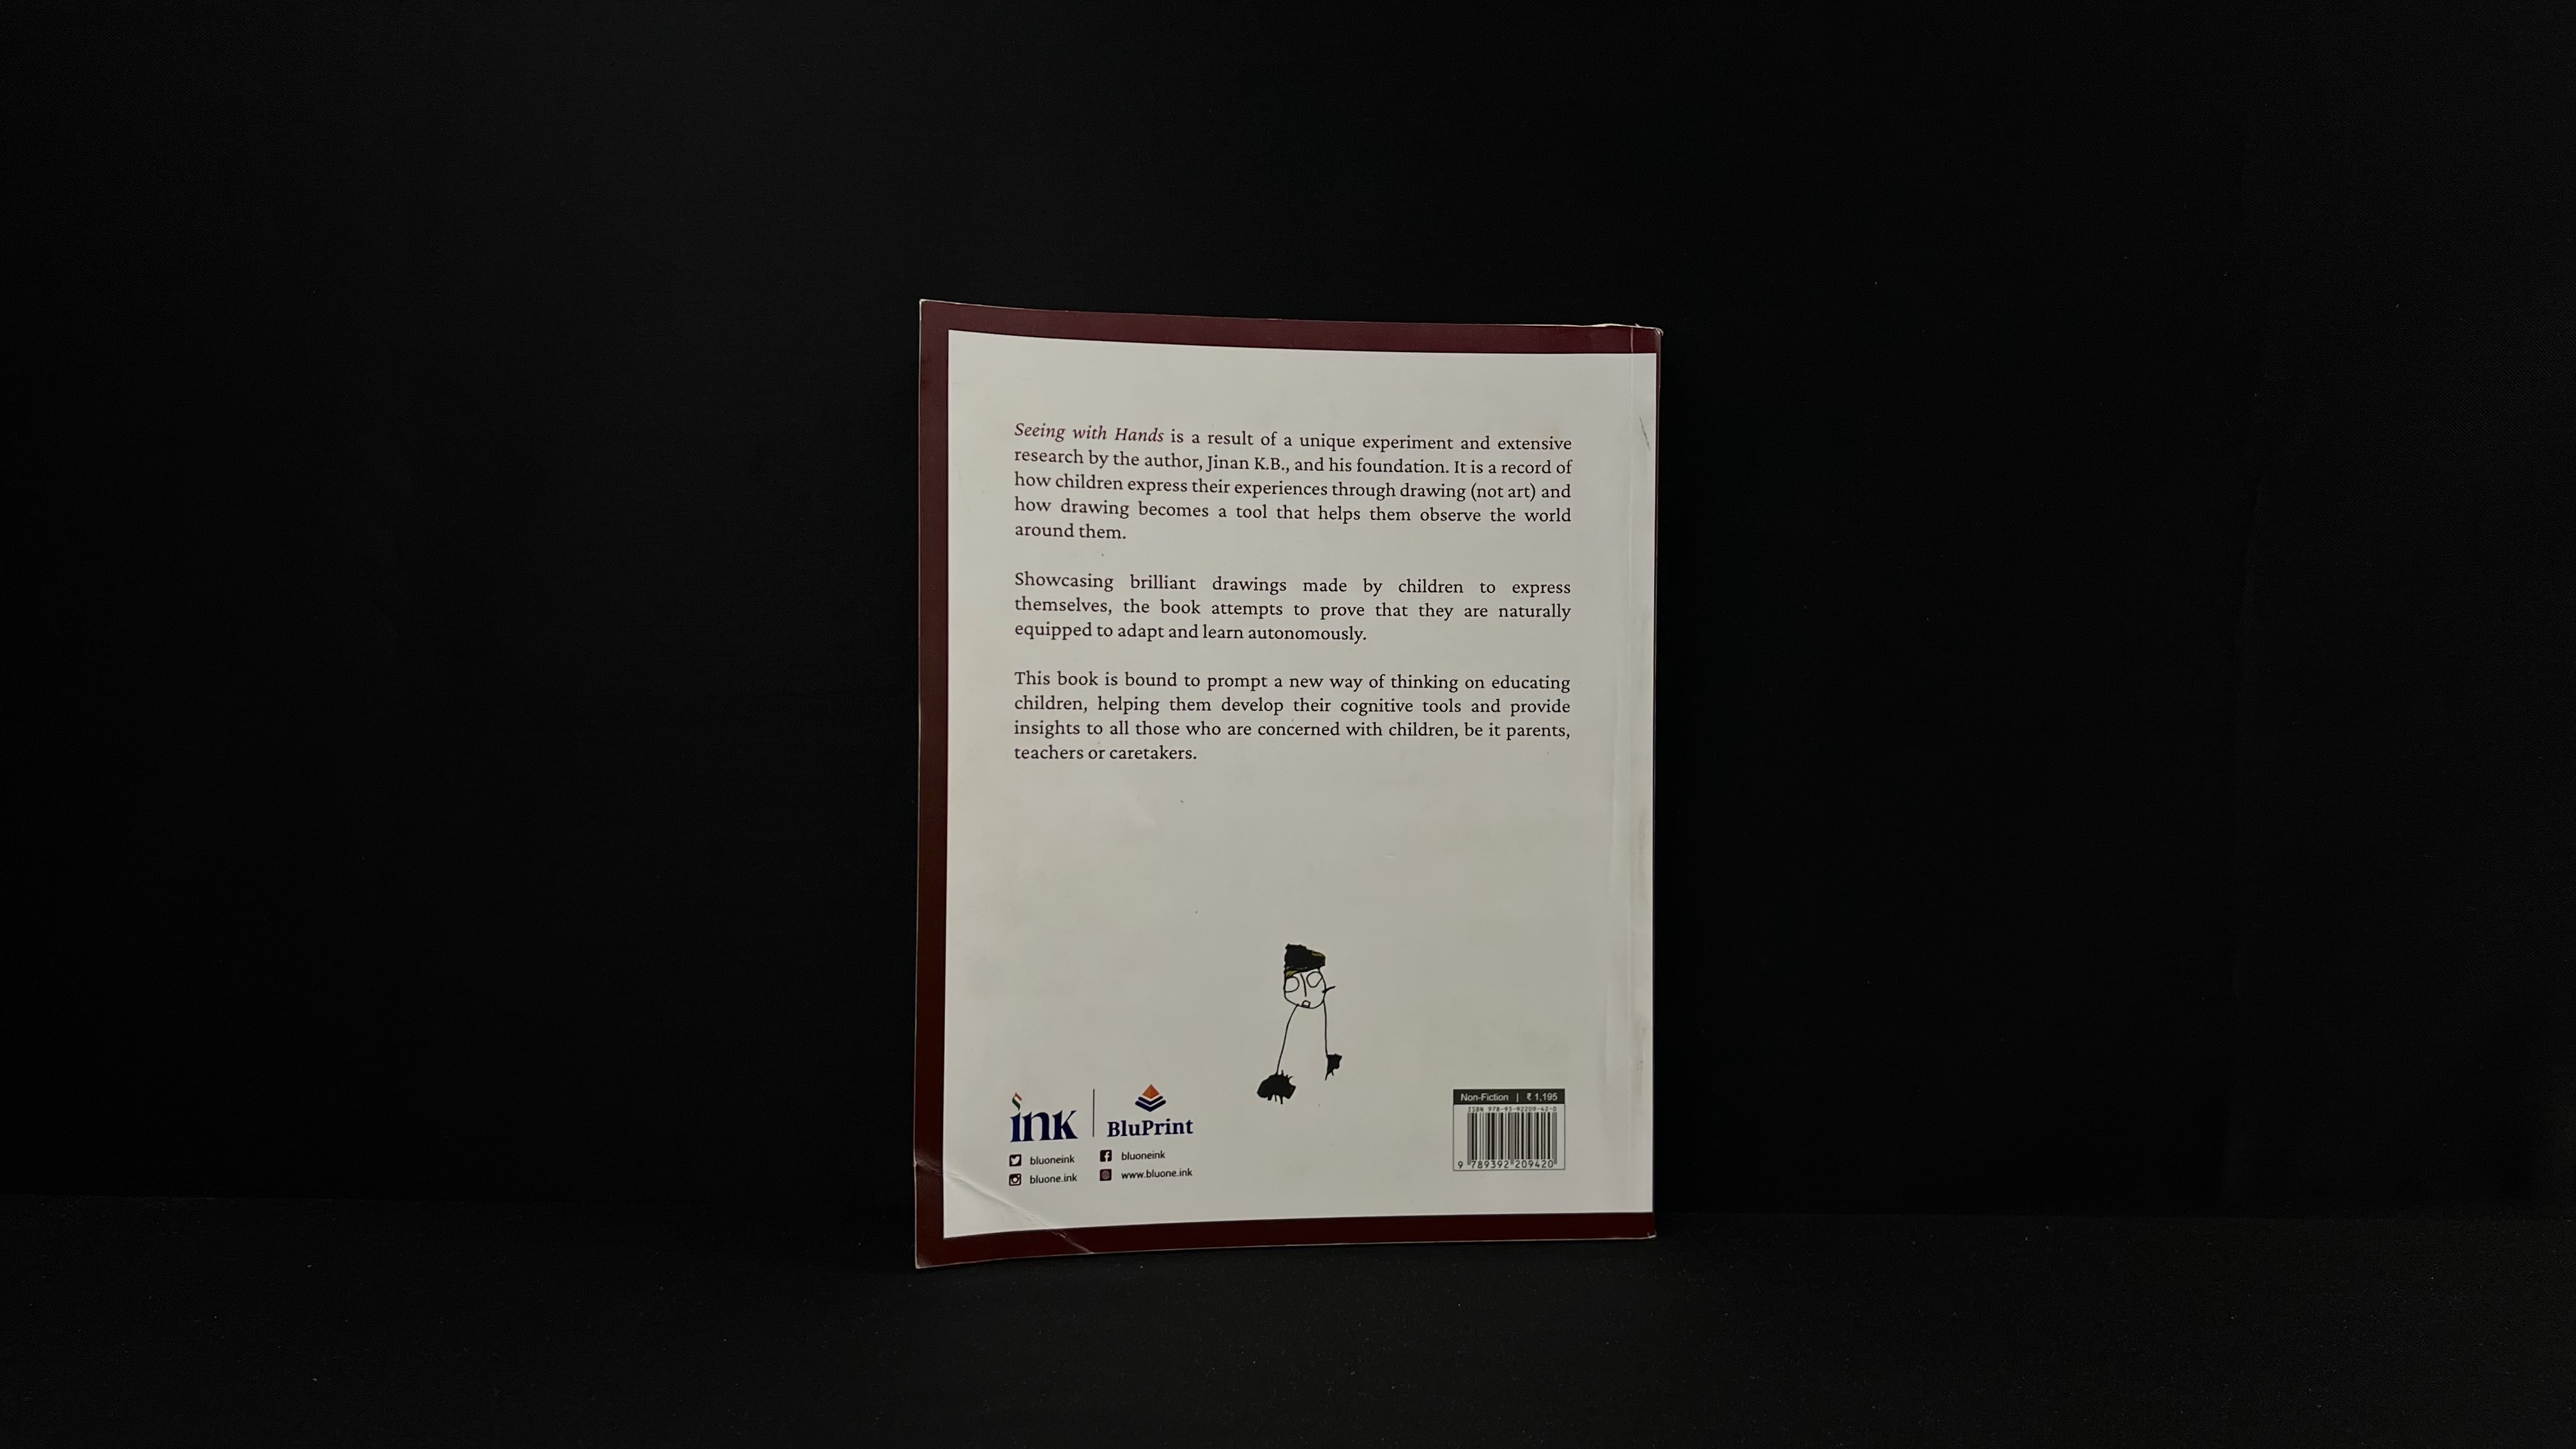 Seeing with Hands is a result of a unique experiment and extensive
research by the author, Jinan K.B., and his foundation. It is a record of
how children express their experiences through drawing (not art) and
how drawing becomes a tool that helps them observe the world
around them.
Showcasing brilliant drawings made by children to express
themselves, the book attempts to prove that they are naturally
equipped to adapt and learn autonomously.
This book is bound to prompt a new way of thinking on educating
children, helping them develop their cognitive tools and provide
insights to all those who are concerned with children, be it parents,
teachers or caretakers.
ink
BluPrint
bluoneink
bluoneink
bluone.ink
www.bluone.ink
Non-Fiction | ₹ 1,195
ISBN 978-93-92209-42-0
9 789392 209420